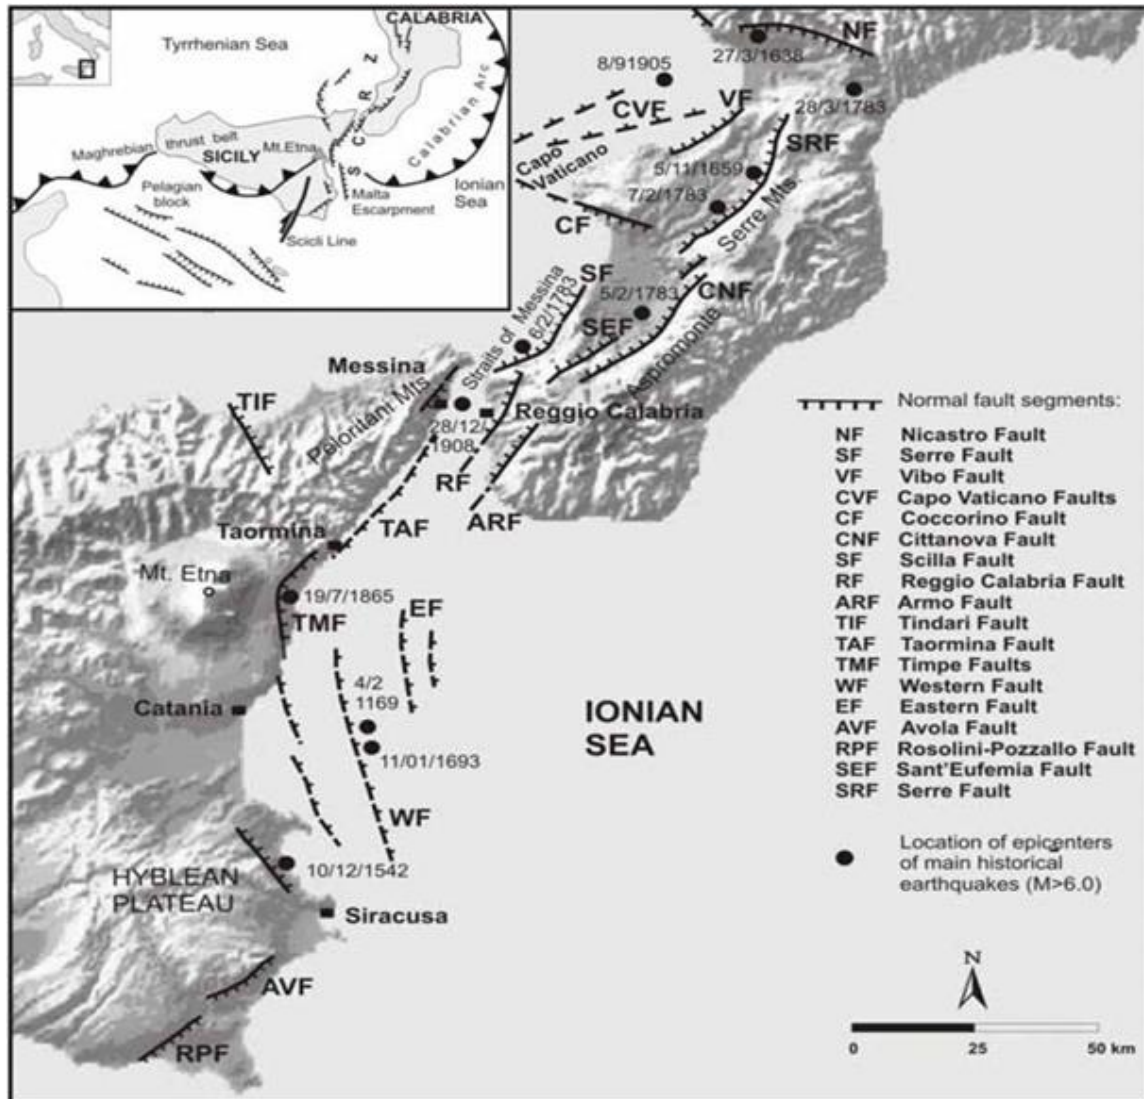 CALABRIA
Tyrrhenian Sea
S C R Z
Calabrian Arc
Maghrebian thrust belt
Mt.Etna
SICILY
Pelagian
block
Malta
Escarpment
Ionian
Sea
Scicli Line
NF
27/3/1638
8/91905
28/3/1783
CVF
VF
SRF
Capo
Vaticano
5/11/1659
7/2/1783
CF
Serre Mts
SF
CNF
5/2/1783
SEF
Straits of Messina
6/2/1783
Aspromonte
Messina
TIF
Peloritani Mts
Reggio Calabria
28/12/
1908
RF
ARF
TAF
Taormina
Mt. Etna
19/7/1865
TMF
EF
4/2
1169
Catania
11/01/1693
IONIAN
SEA
WF
10/12/1542
HYBLEAN
PLATEAU
Siracusa
AVF
RPF
Normal fault segments:
NF Nicastro Fault
SF Serre Fault
VF Vibo Fault
CVF Capo Vaticano Faults
CF Coccorino Fault
CNF Cittanova Fault
SF Scilla Fault
RF Reggio Calabria Fault
ARF Armo Fault
TIF Tindari Fault
TAF Taormina Fault
TMF Timpe Faults
WF Western Fault
EF Eastern Fault
AVF Avola Fault
RPF Rosolini-Pozzallo Fault
SEF Sant'Eufemia Fault
SRF Serre Fault
Location of epicenters
of main historical
earthquakes (M>6.0)
N
0 25 50 km